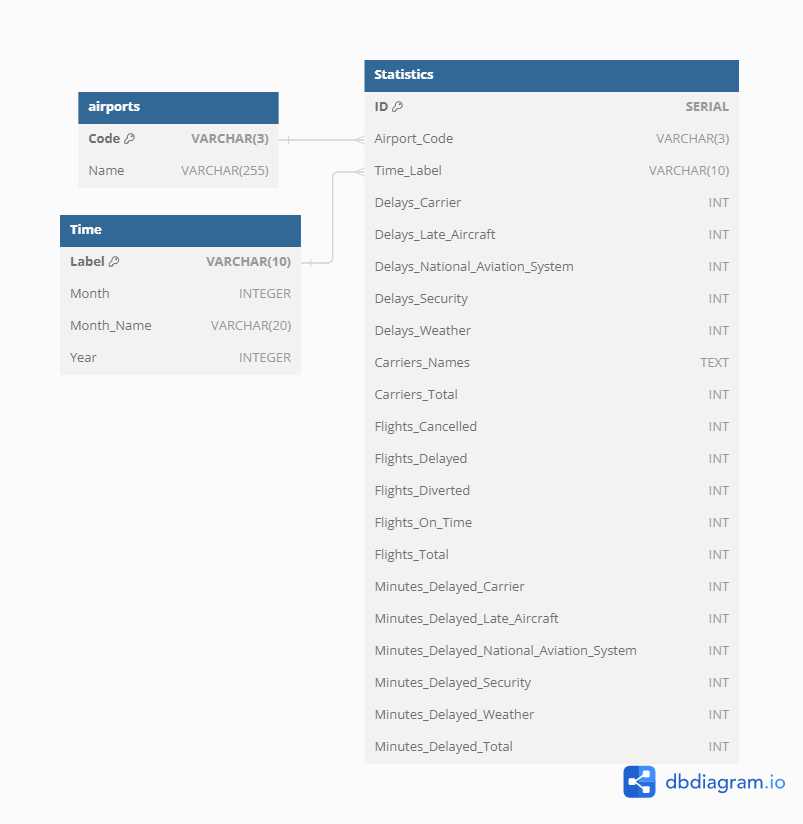 airports
Code VARCHAR(3)
Name VARCHAR(255)
Time
Label VARCHAR(10)
Month INTEGER
Month_Name VARCHAR(20)
Year INTEGER
Statistics
ID SERIAL
Airport_Code VARCHAR(3)
Time_Label VARCHAR(10)
Delays_Carrier INT
Delays_Late_Aircraft INT
Delays_National_Aviation_System INT
Delays_Security INT
Delays_Weather INT
Carriers_Names TEXT
Carriers_Total INT
Flights_Cancelled INT
Flights_Delayed INT
Flights_Diverted INT
Flights_On_Time INT
Flights_Total INT
Minutes_Delayed_Carrier INT
Minutes_Delayed_Late_Aircraft INT
Minutes_Delayed_National_Aviation_System INT
Minutes_Delayed_Security INT
Minutes_Delayed_Weather INT
Minutes_Delayed_Total INT
dbdiagram.io